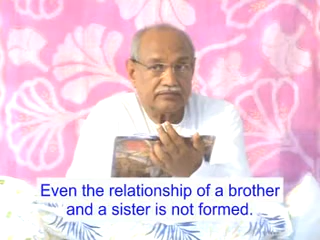 Even the relationship of a brother
and a sister is not formed.